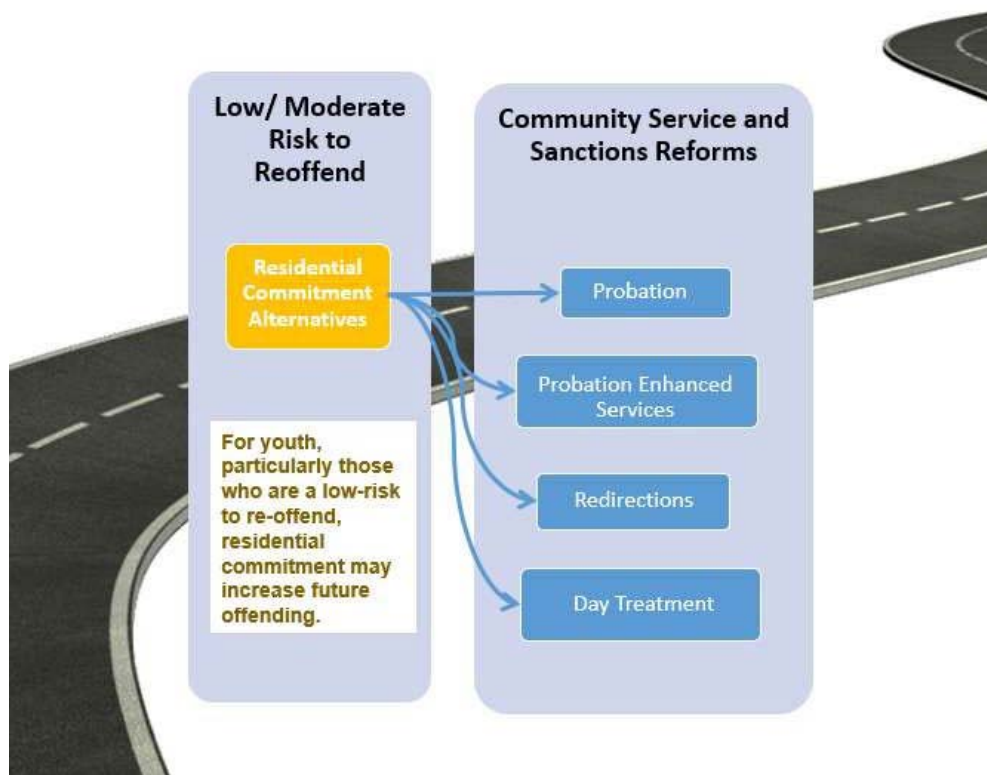 Low/ Moderate
Risk to
Reoffend
Residential
Commitment
Alternatives
For youth,
particularly those
who are a low-risk
to re-offend,
residential
commitment may
increase future
offending.
Community Service and
Sanctions Reforms
Probation
Probation Enhanced
Services
Redirections
Day Treatment